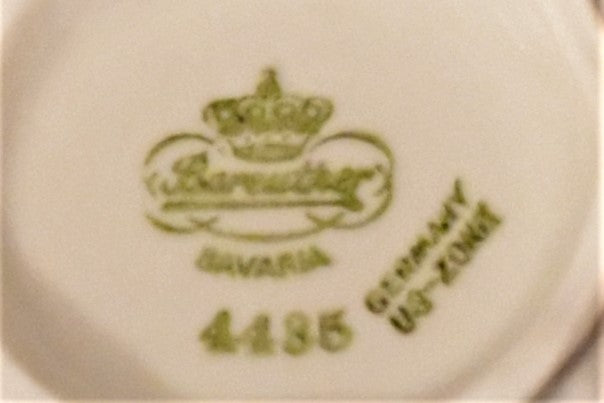 Bareuther
BAVARIA
4435
GERMANY
US-ZONE